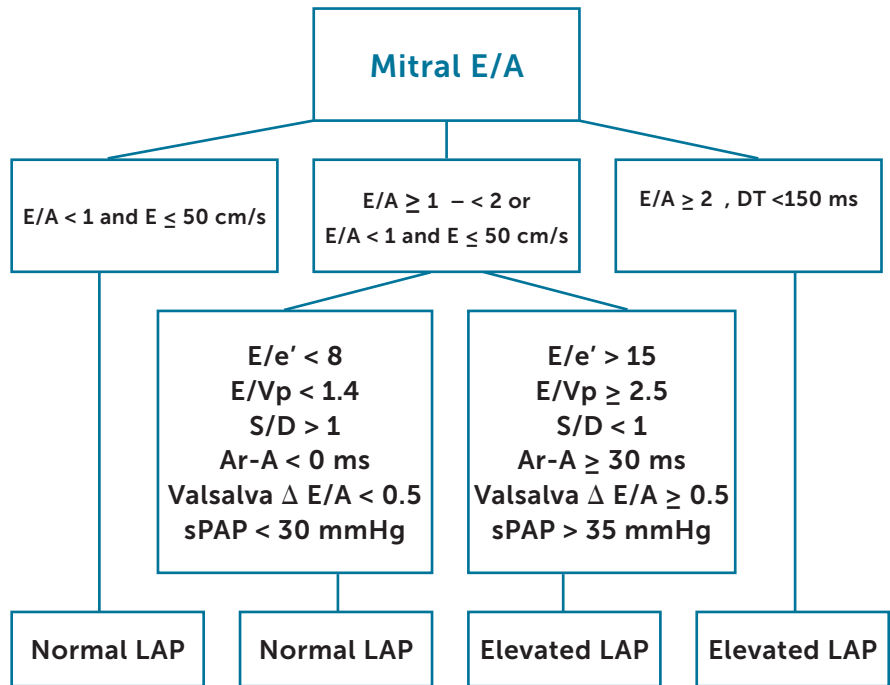 Mitral E/A
E/A < 1 and E ≤ 50 cm/s
E/A ≥ 1 – < 2 or
E/A < 1 and E ≤ 50 cm/s
E/A ≥ 2 , DT <150 ms
E/e′ < 8
E/Vp < 1.4
S/D > 1
Ar-A < 0 ms
Valsalva Δ E/A < 0.5
sPAP < 30 mmHg
E/e′ > 15
E/Vp ≥ 2.5
S/D < 1
Ar-A ≥ 30 ms
Valsalva Δ E/A ≥ 0.5
sPAP > 35 mmHg
Normal LAP
Normal LAP
Elevated LAP
Elevated LAP